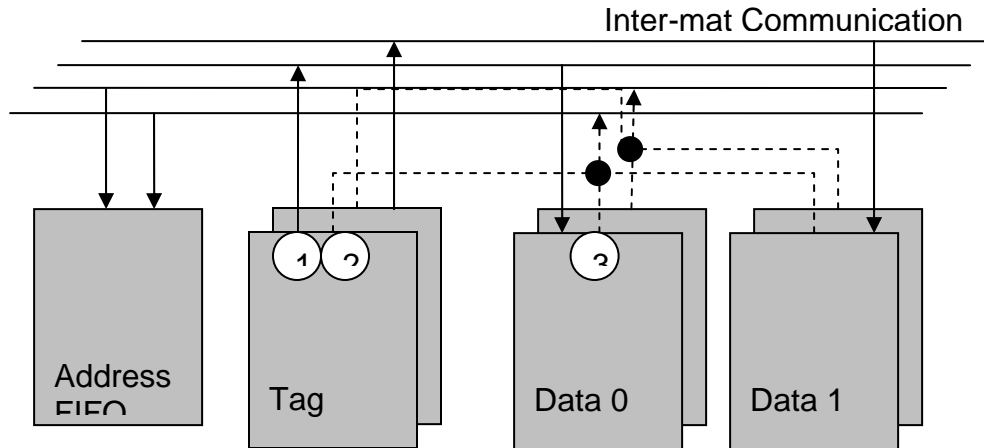 Inter-mat Communication
1
2
3
Address
FIFO
Tag
Data 0
Data 1